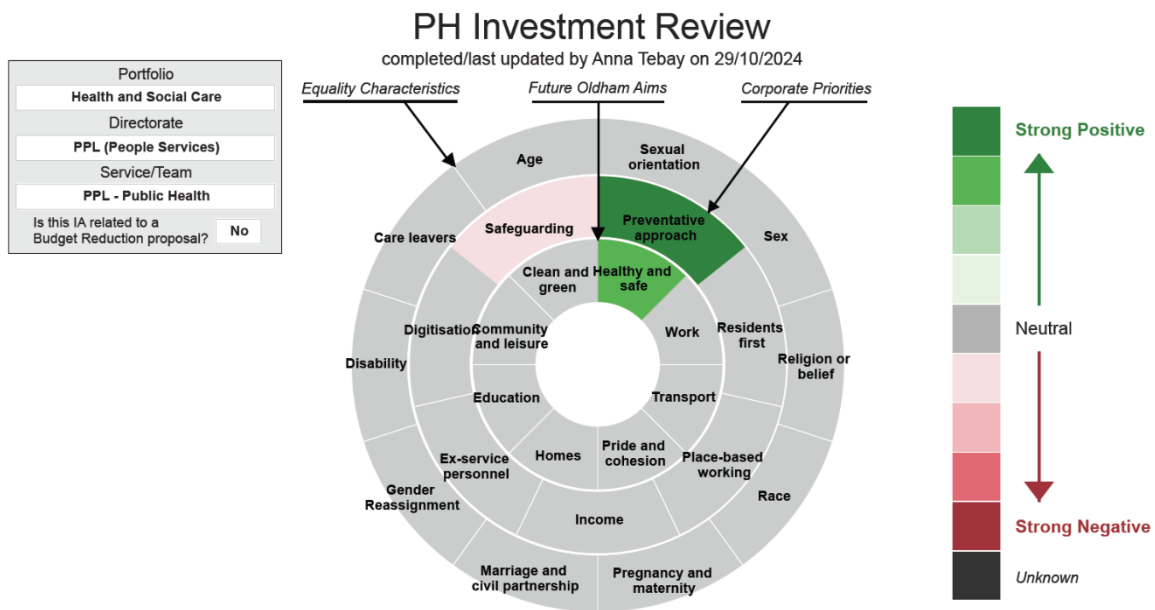 PH Investment Review
completed/last updated by Anna Tebay on 29/10/2024
Portfolio
Health and Social Care
Directorate
PPL (People Services)
Service/Team
PPL - Public Health
Is this IA related to a
Budget Reduction proposal?
No
Equality Characteristics
Future Oldham Aims
Corporate Priorities
Age
Sexual
orientation
Sex
Religion or
belief
Race
Pregnancy and
maternity
Marriage and
civil partnership
Gender
Reassignment
Disability
Care leavers
Safeguarding
Preventative
approach
Residents
first
Place-based
working
Income
Ex-service
personnel
Digitisation
Clean and
green
Healthy and
safe
Work
Transport
Pride and
cohesion
Homes
Education
Community
and leisure
Strong Positive
Neutral
Strong Negative
Unknown